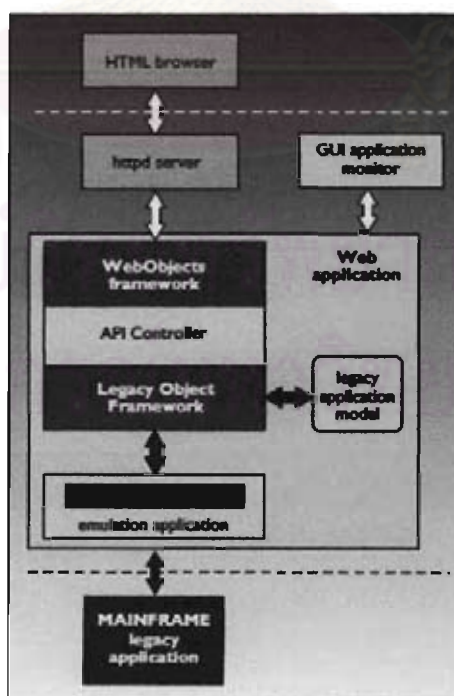 HTML browser
httpd server
GUI application
monitor
Web
application
WebObjects
framework
API Controller
Legacy Object
Framework
legacy
application
model
emulation application
MAINFRAME
legacy
application